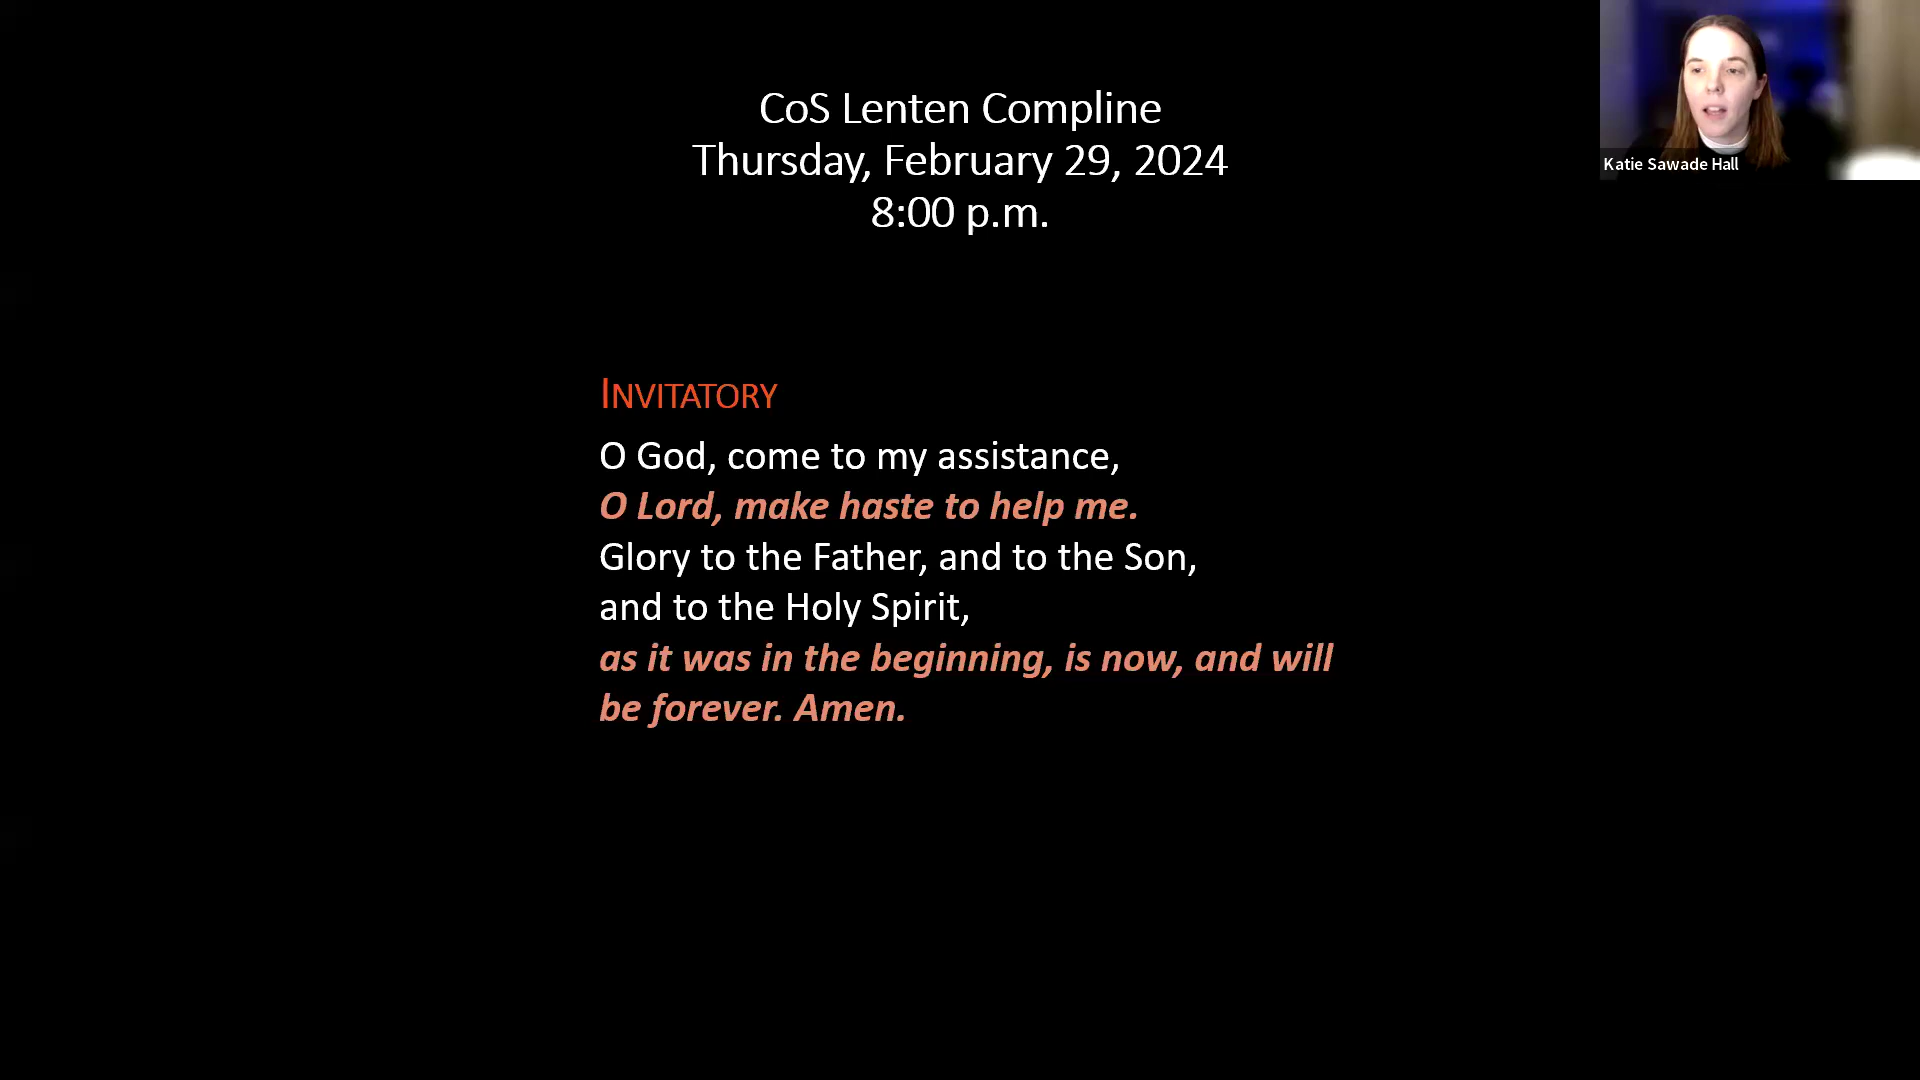 CoS Lenten Compline
Thursday, February 29, 2024
8:00 p.m.
Katie Sawade Hall
INVITATORY
O God, come to my assistance,
O Lord, make haste to help me.
Glory to the Father, and to the Son,
and to the Holy Spirit,
as it was in the beginning, is now, and will
be forever. Amen.